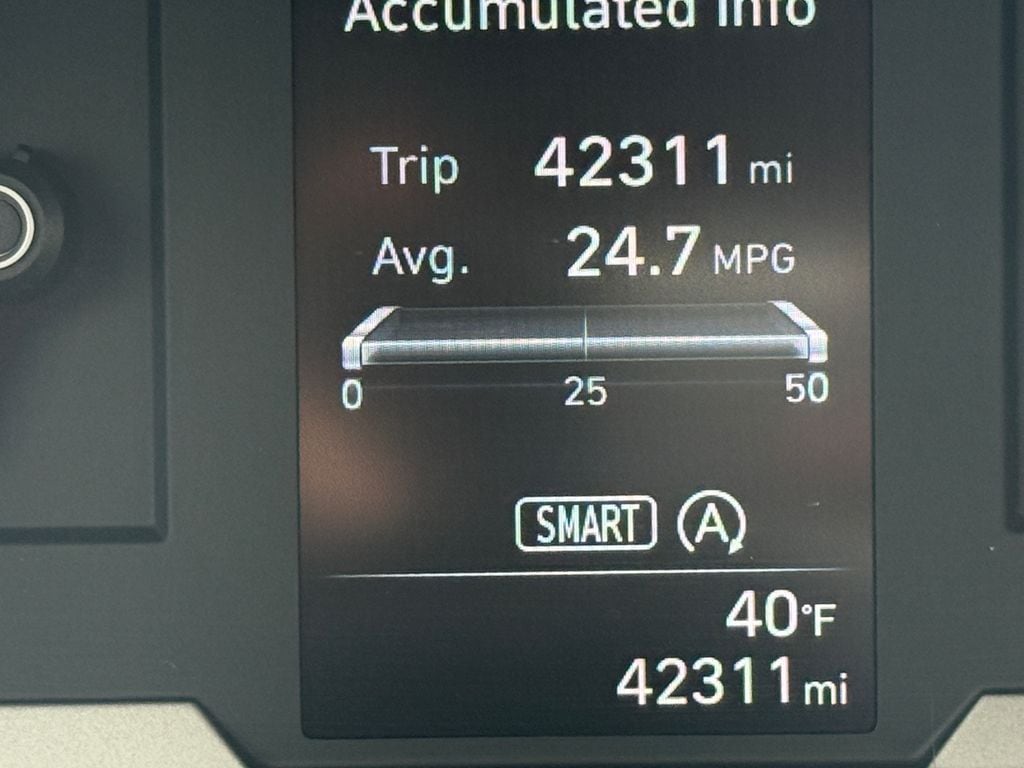 Accumulated Info
Trip 42311 mi
Avg. 24.7 MPG
0 25 50
SMART A
40°F
42311 mi